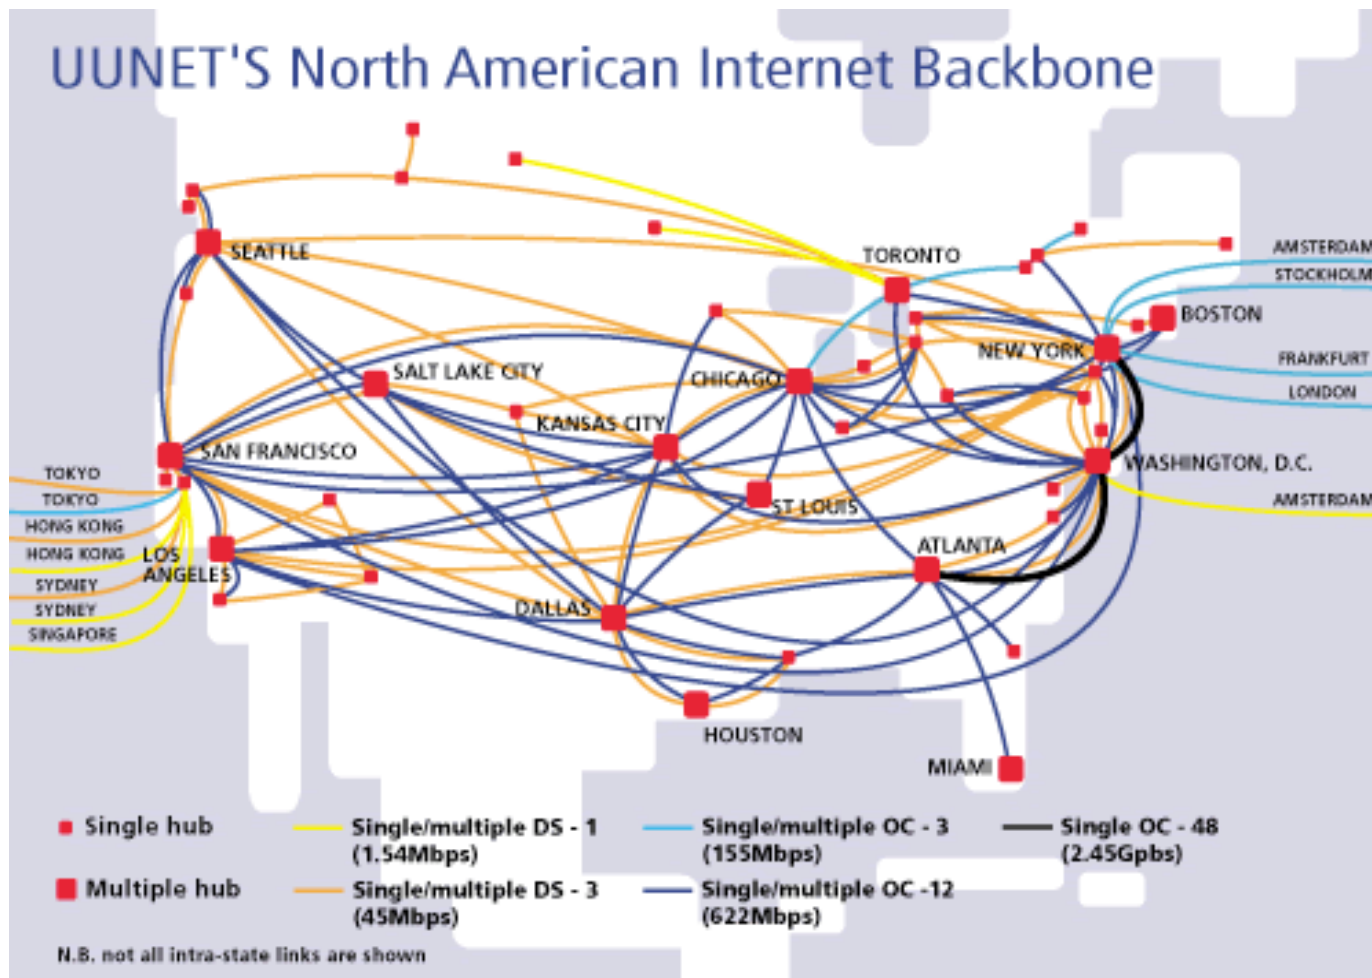 UUNET'S North American Internet Backbone
SEATTLE
TORONTO
AMSTERDAM
STOCKHOLM
BOSTON
NEW YORK
FRANKFURT
LONDON
SALT LAKE CITY
CHICAGO
KANSAS CITY
SAN FRANCISCO
WASHINGTON, D.C.
AMSTERDAM
TOKYO
TOKYO
HONG KONG
HONG KONG
SYDNEY
SYDNEY
SINGAPORE
LOS
ANGELES
ST LOUIS
ATLANTA
DALLAS
HOUSTON
MIAMI
Single hub
Multiple hub
Single/multiple DS - 1
(1.54Mbps)
Single/multiple DS - 3
(45Mbps)
Single/multiple OC - 3
(155Mbps)
Single/multiple OC -12
(622Mbps)
Single OC - 48
(2.45Gpbs)
N.B. not all intra-state links are shown